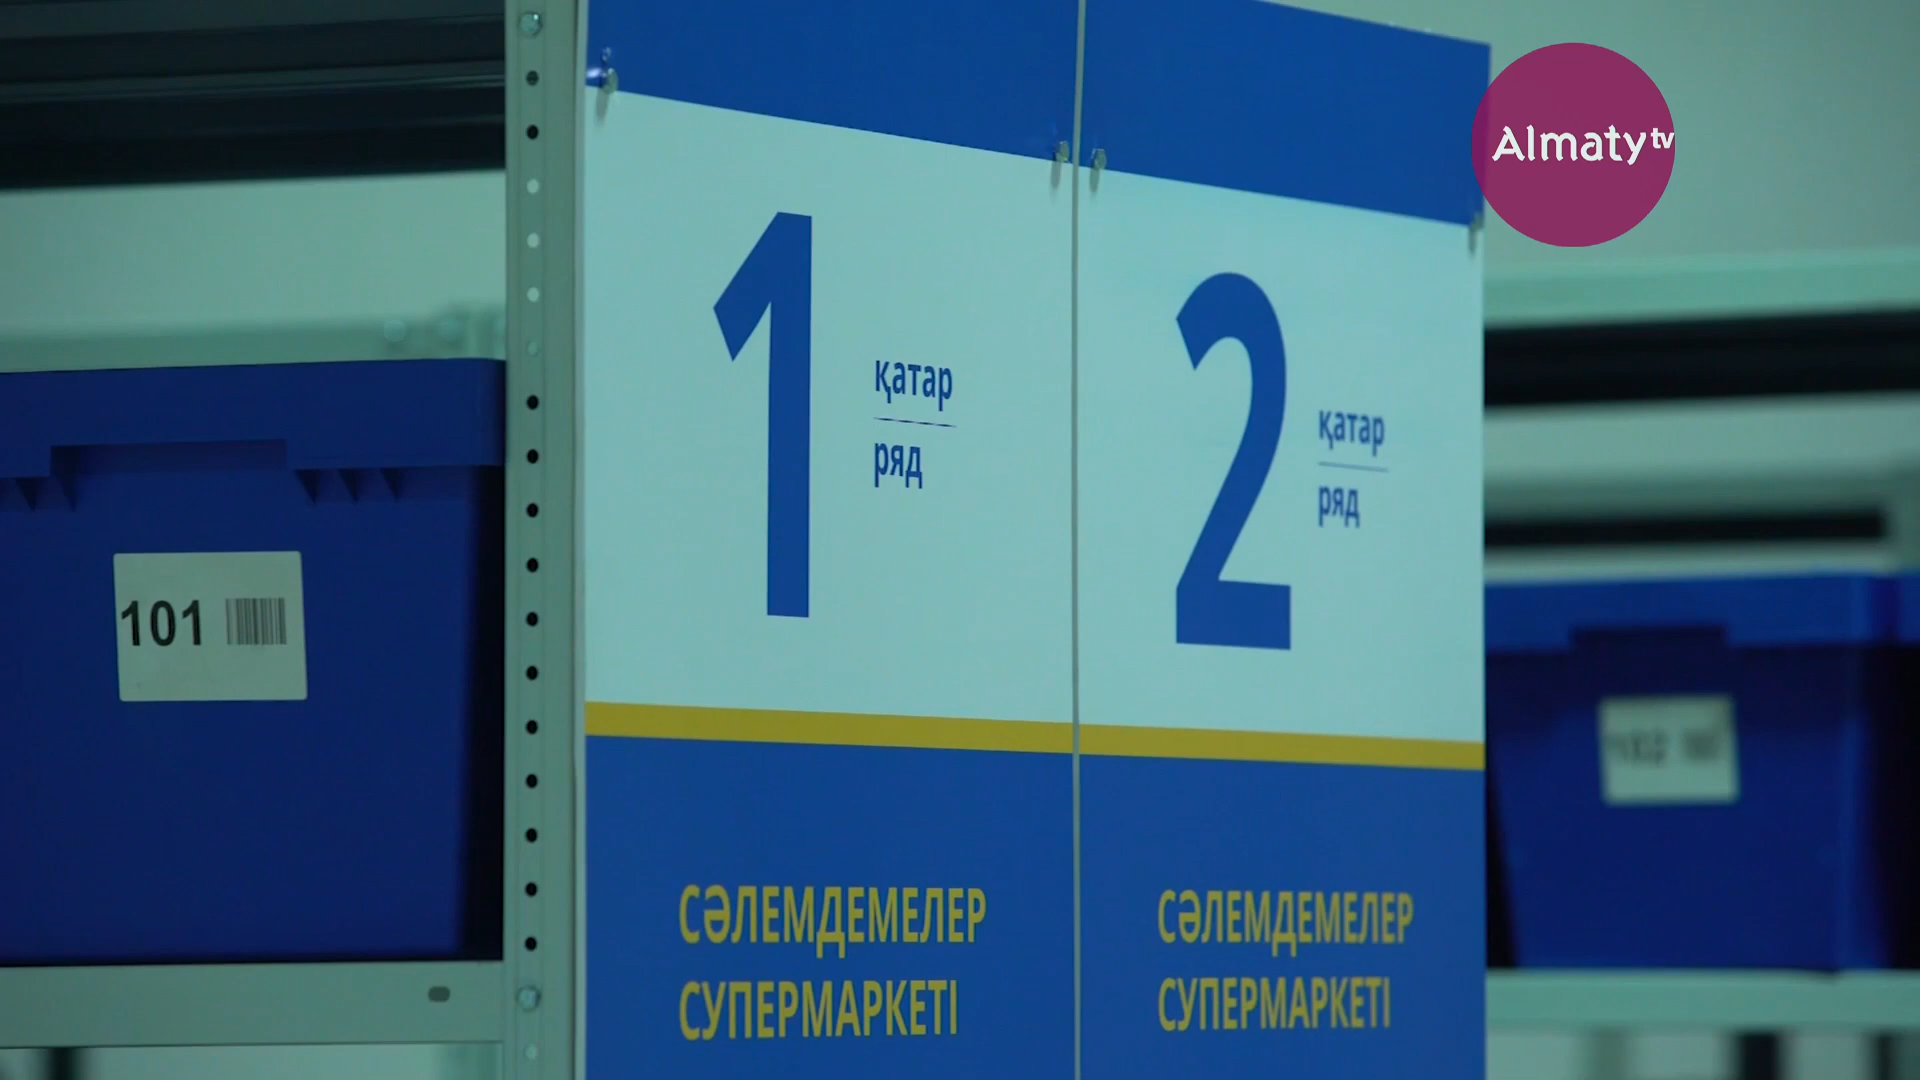 Almaty tv
1
қатар
ряд
СӘЛЕМДЕМЕЛЕР
СУПЕРМАРКЕТІ
2
қатар
ряд
СӘЛЕМДЕМЕЛЕР
СУПЕРМАРКЕТІ
101